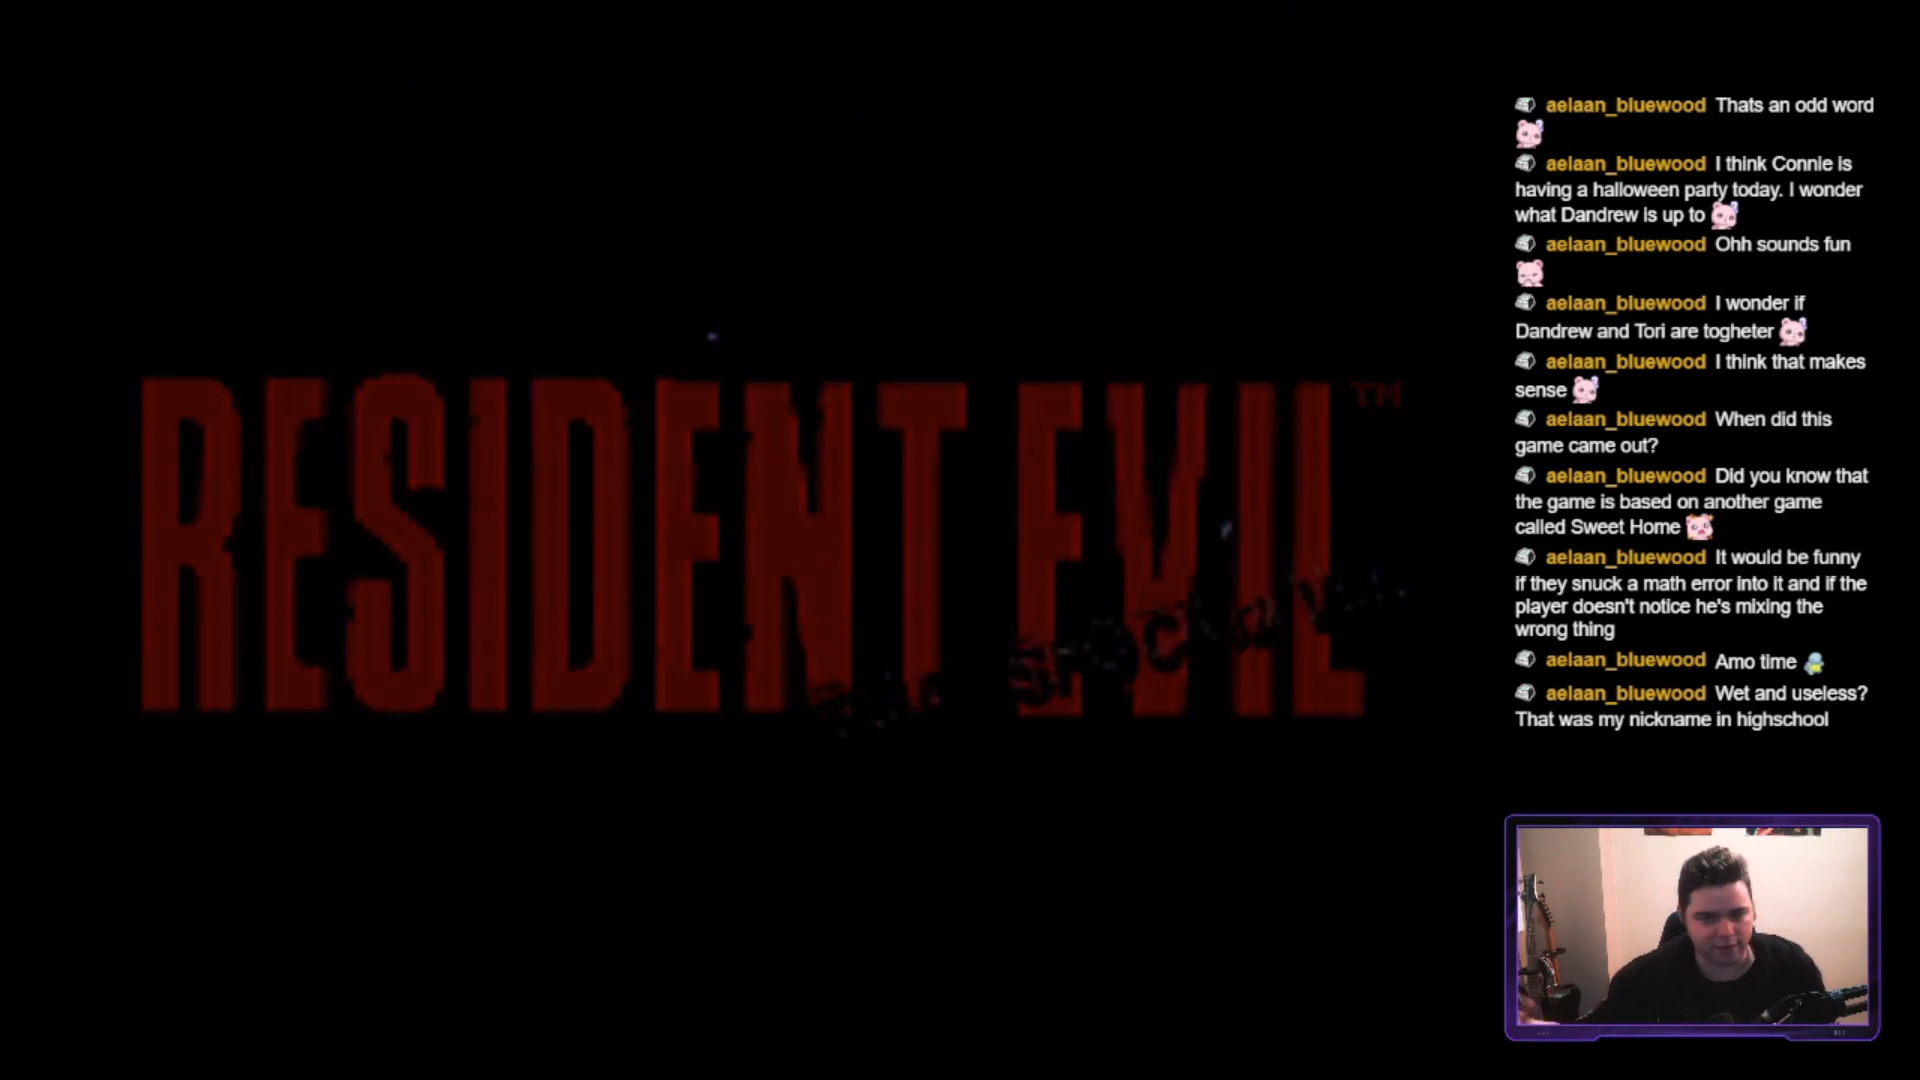 RESIDENT EVIL™
aelaan_bluewood Thats an odd word
aelaan_bluewood I think Connie is
having a halloween party today. I wonder
what Dandrew is up to
aelaan_bluewood Ohh sounds fun
aelaan_bluewood I wonder if
Dandrew and Tori are togheter
aelaan_bluewood I think that makes
sense
aelaan_bluewood When did this
game came out?
aelaan_bluewood Did you know that
the game is based on another game
called Sweet Home
aelaan_bluewood It would be funny
if they snuck a math error into it and if the
player doesn't notice he's mixing the
wrong thing
aelaan_bluewood Amo time
aelaan_bluewood Wet and useless?
That was my nickname in highschool